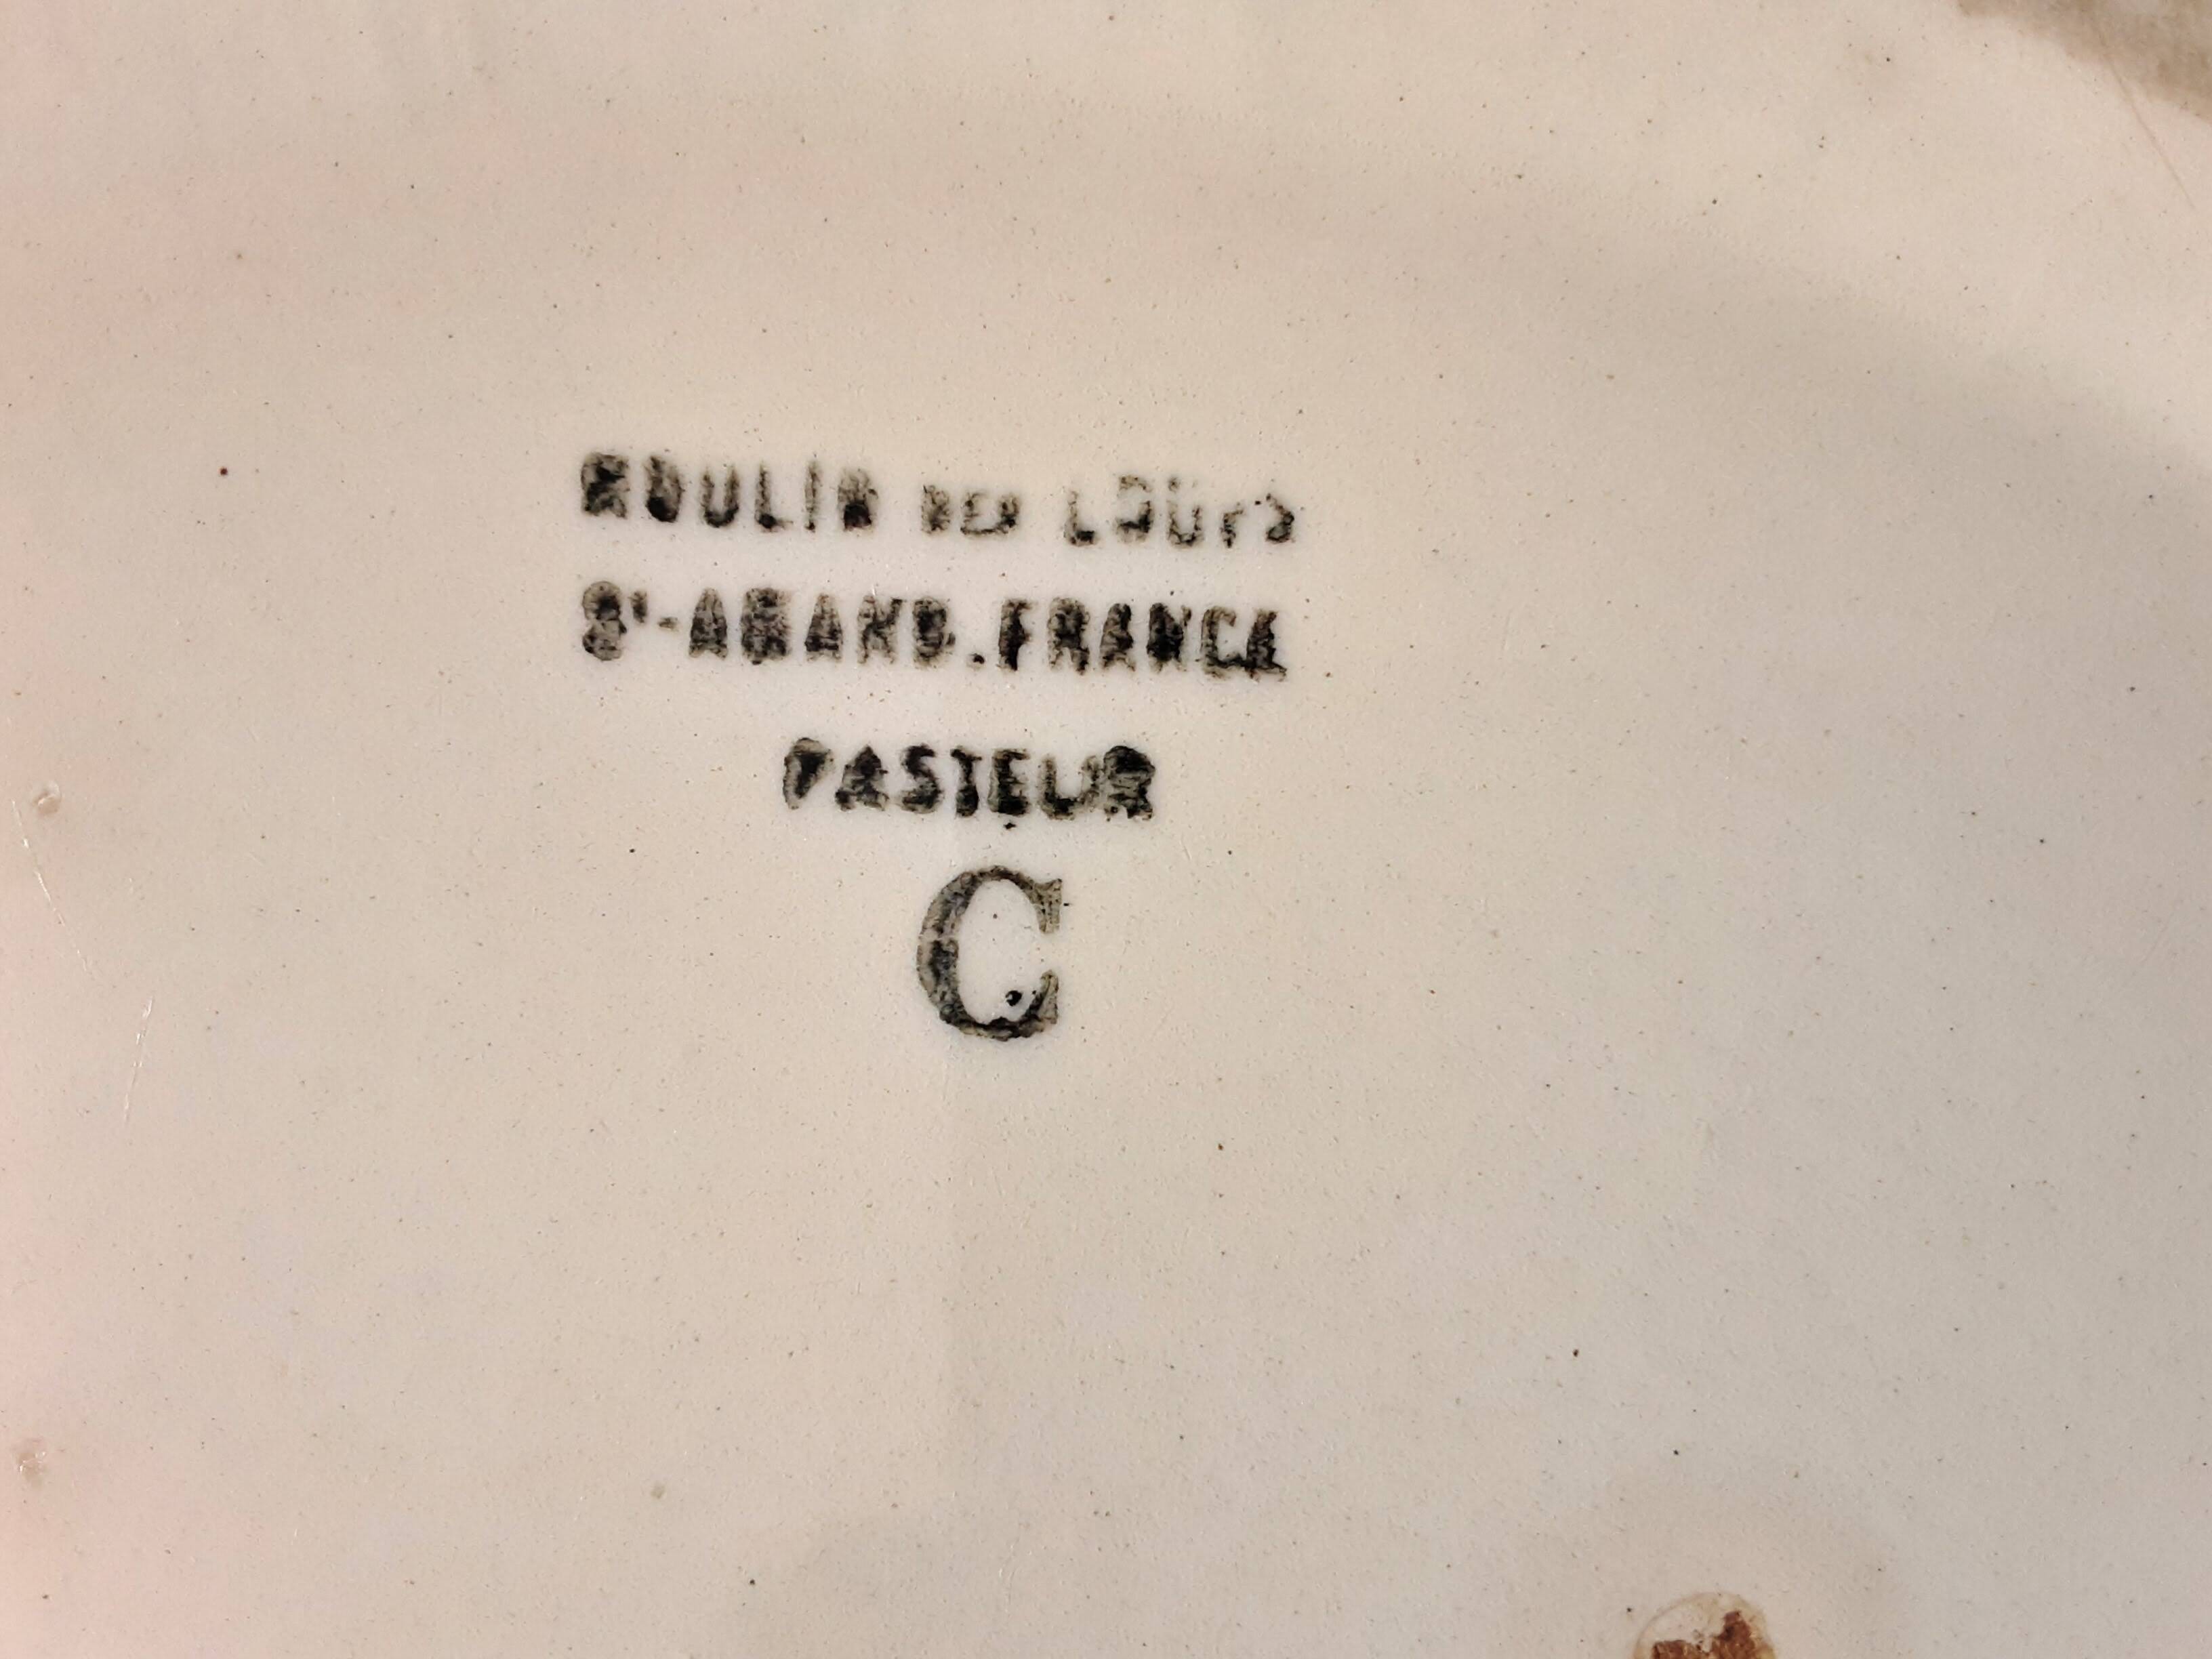 MOULIN DES LOUPS
St-AMAND.FRANCE
PASTEUR
C